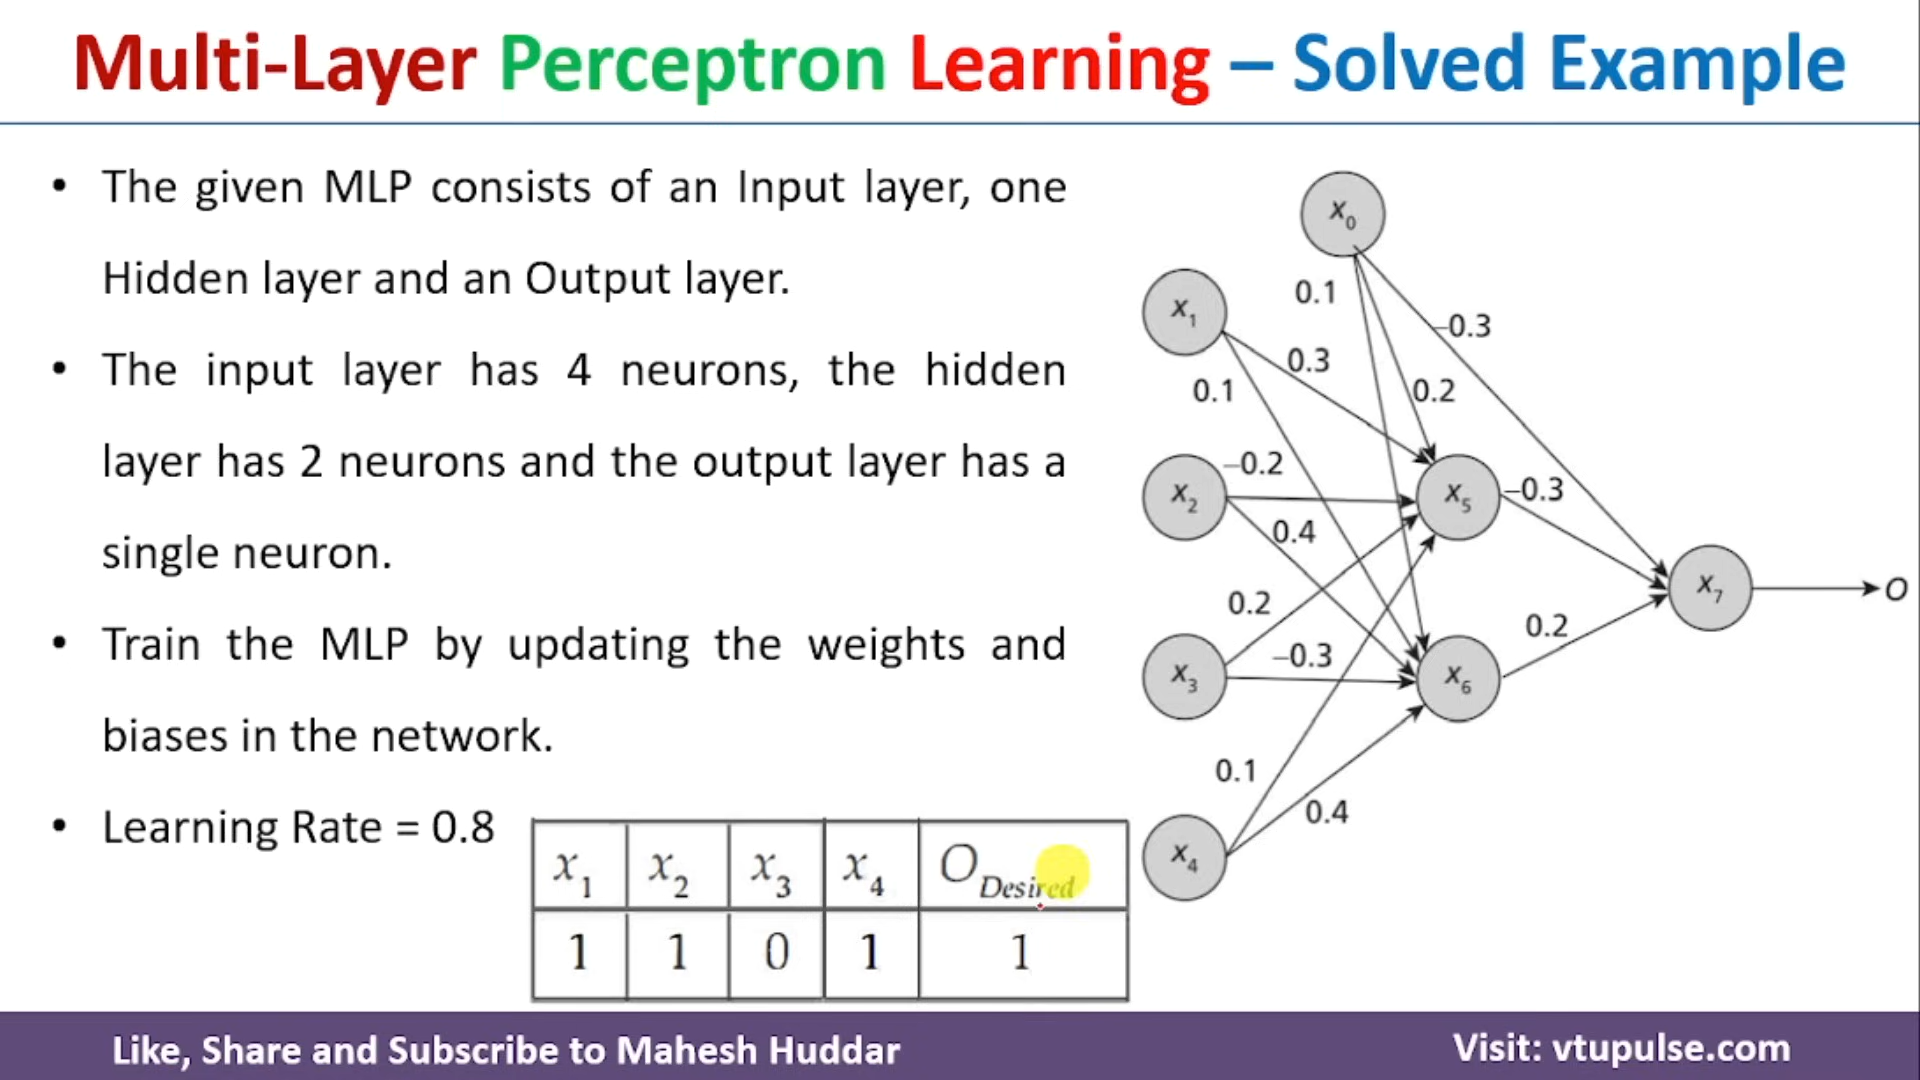 Multi-Layer Perceptron Learning – Solved Example
• The given MLP consists of an Input layer, one
Hidden layer and an Output layer.
• The input layer has 4 neurons, the hidden
layer has 2 neurons and the output layer has a
single neuron.
• Train the MLP by updating the weights and
biases in the network.
• Learning Rate = 0.8
x1 x2 x3 x4 ODesired
1 1 0 1 1
x0
x1
0.1
–0.3
0.3
0.1
0.2
–0.2
x2
x5
–0.3
0.4
x7
O
0.2
0.2
–0.3
x3
x6
0.1
0.4
x4
Like, Share and Subscribe to Mahesh Huddar
Visit: vtupulse.com